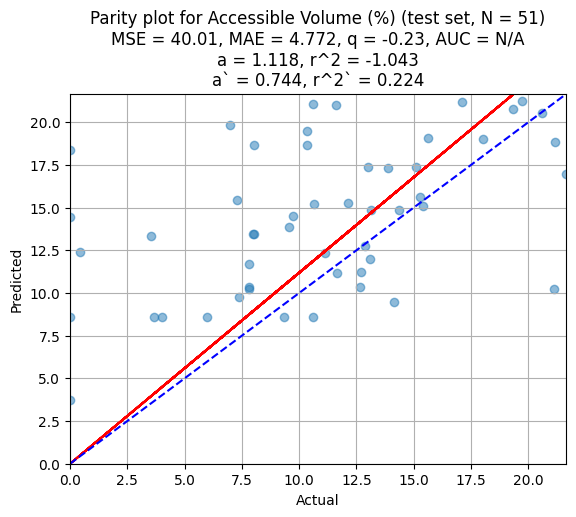 Parity plot for Accessible Volume (%) (test set, N = 51)
MSE = 40.01, MAE = 4.772, q = -0.23, AUC = N/A
a = 1.118, r^2 = -1.043
a` = 0.744, r^2` = 0.224
20.0
17.5
15.0
12.5
10.0
7.5
5.0
2.5
0.0
Predicted
0.0 2.5 5.0 7.5 10.0 12.5 15.0 17.5 20.0
Actual